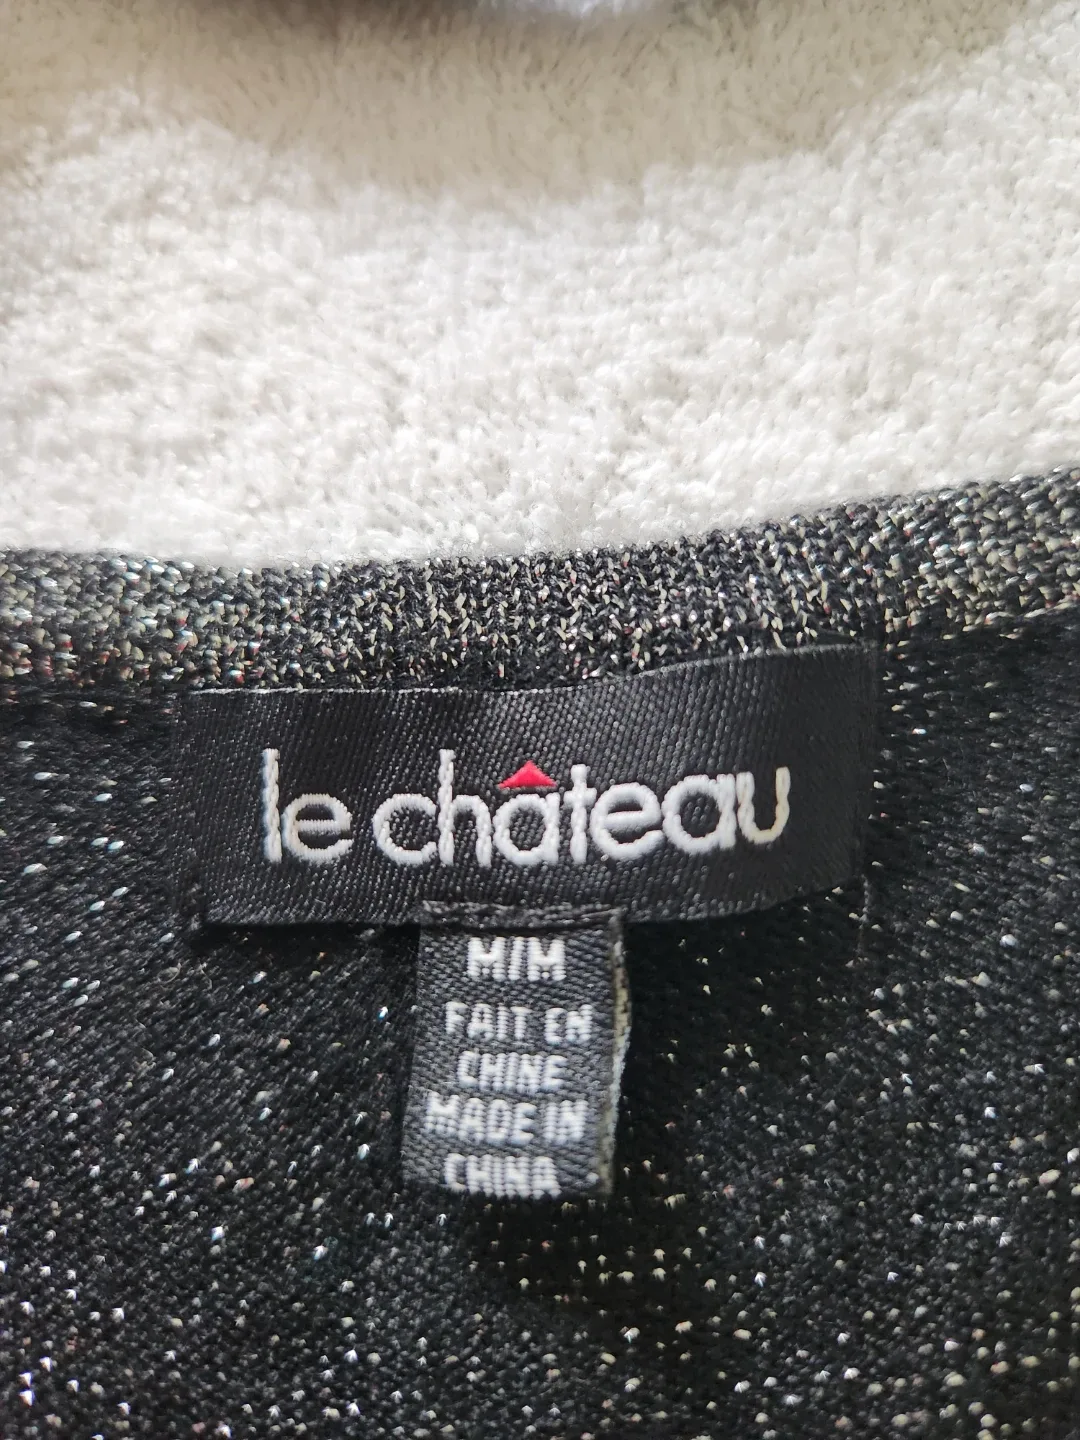 le château
M/M
FAIT EN
CHINE
MADE IN
CHINA